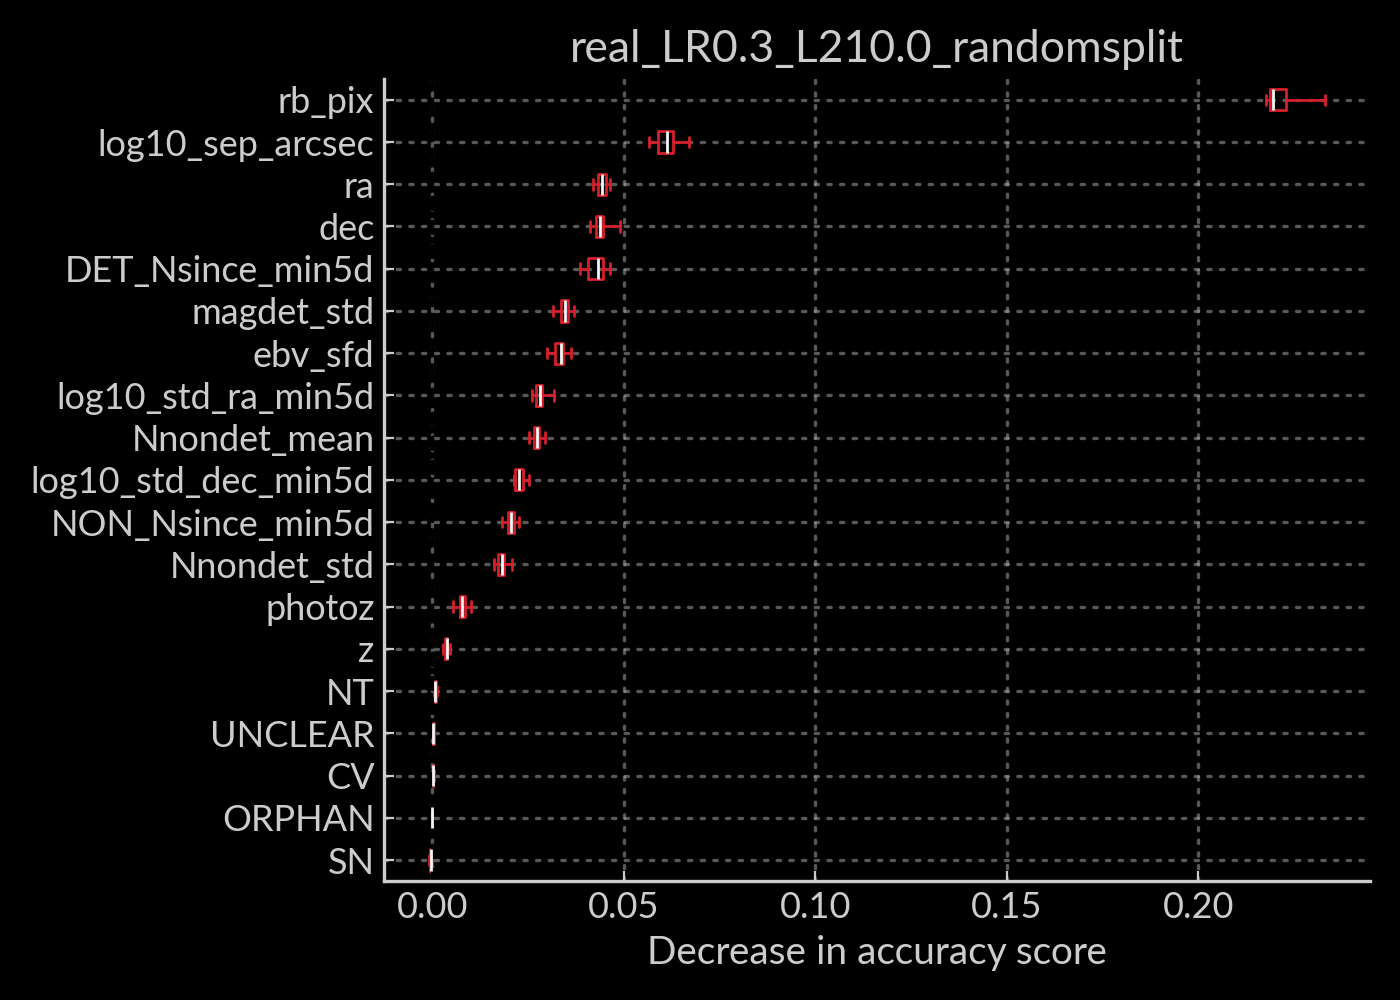 real_LR0.3_L210.0_randomsplit
rb_pix
log10_sep_arcsec
ra
dec
DET_Nsince_min5d
magdet_std
ebv_sfd
log10_std_ra_min5d
Nnondet_mean
log10_std_dec_min5d
NON_Nsince_min5d
Nnondet_std
photoz
z
NT
UNCLEAR
CV
ORPHAN
SN
0.00 0.05 0.10 0.15 0.20
Decrease in accuracy score